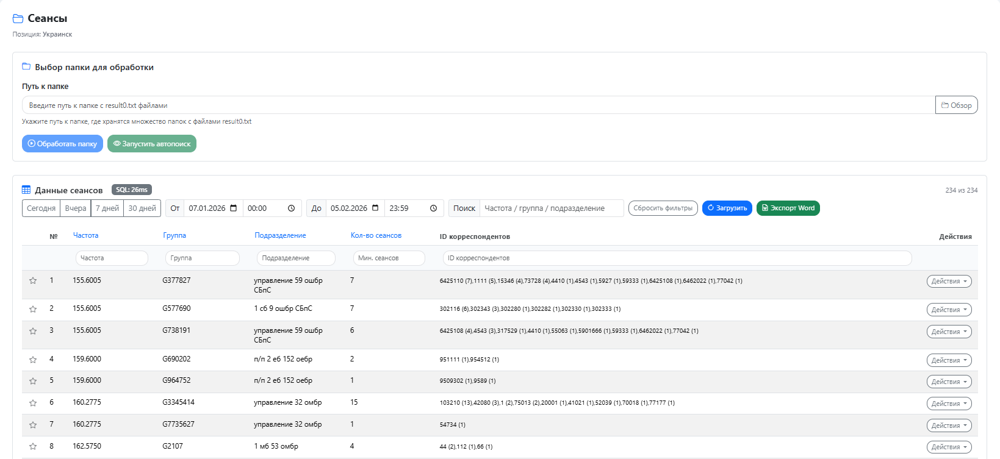 Сеансы
Позиция: Украинск
Выбор папки для обработки
Путь к папке
Введите путь к папке с result0.txt файлами
Обзор
Укажите путь к папке, где хранятся множество папок с файлами result0.txt
Обработать папку Запустить автопоиск
Данные сеансов SQL: 26ms 234 из 234
Сегодня Вчера 7 дней 30 дней От 07.01.2026 00:00 До 05.02.2026 23:59 Поиск Частота / группа / подразделение Сбросить фильтры Загрузить Экспорт Word
№ Частота Группа Подразделение Кол-во сеансов ID корреспондентов Действия
Частота Группа Подразделение Мин. сеансов ID корреспондентов
1 155.6005 G377827 управление 59 ошбр 7 6425110 (7),1111 (5),15346 (4),73728 (4),4410 (1),4543 (1),5927 (1),59333 (1),6425108 (1),6462022 (1),77042 (1) Действия
СБпС
2 155.6005 G577690 1 сб 9 ошбр СБпС 7 302116 (6),302343 (3),302280 (1),302282 (1),302330 (1),302333 (1) Действия
3 155.6005 G738191 управление 59 ошбр 6 6425108 (4),4543 (3),317529 (1),4410 (1),55063 (1),5901666 (1),59333 (1),6462022 (1),77042 (1) Действия
СБпС
4 159.6000 G690202 п/п 2 еб 152 оебр 2 951111 (1),954512 (1) Действия
5 159.6000 G964752 п/п 2 еб 152 оебр 1 9509302 (1),9589 (1) Действия
6 160.2775 G3345414 управление 32 омбр 15 103210 (13),42080 (3),1 (2),75013 (2),20001 (1),41021 (1),52039 (1),70018 (1),77177 (1) Действия
7 160.2775 G7735627 управление 32 омбр 1 54734 (1) Действия
8 162.5750 G2107 1 мб 53 омбр 4 44 (2),112 (1),66 (1) Действия